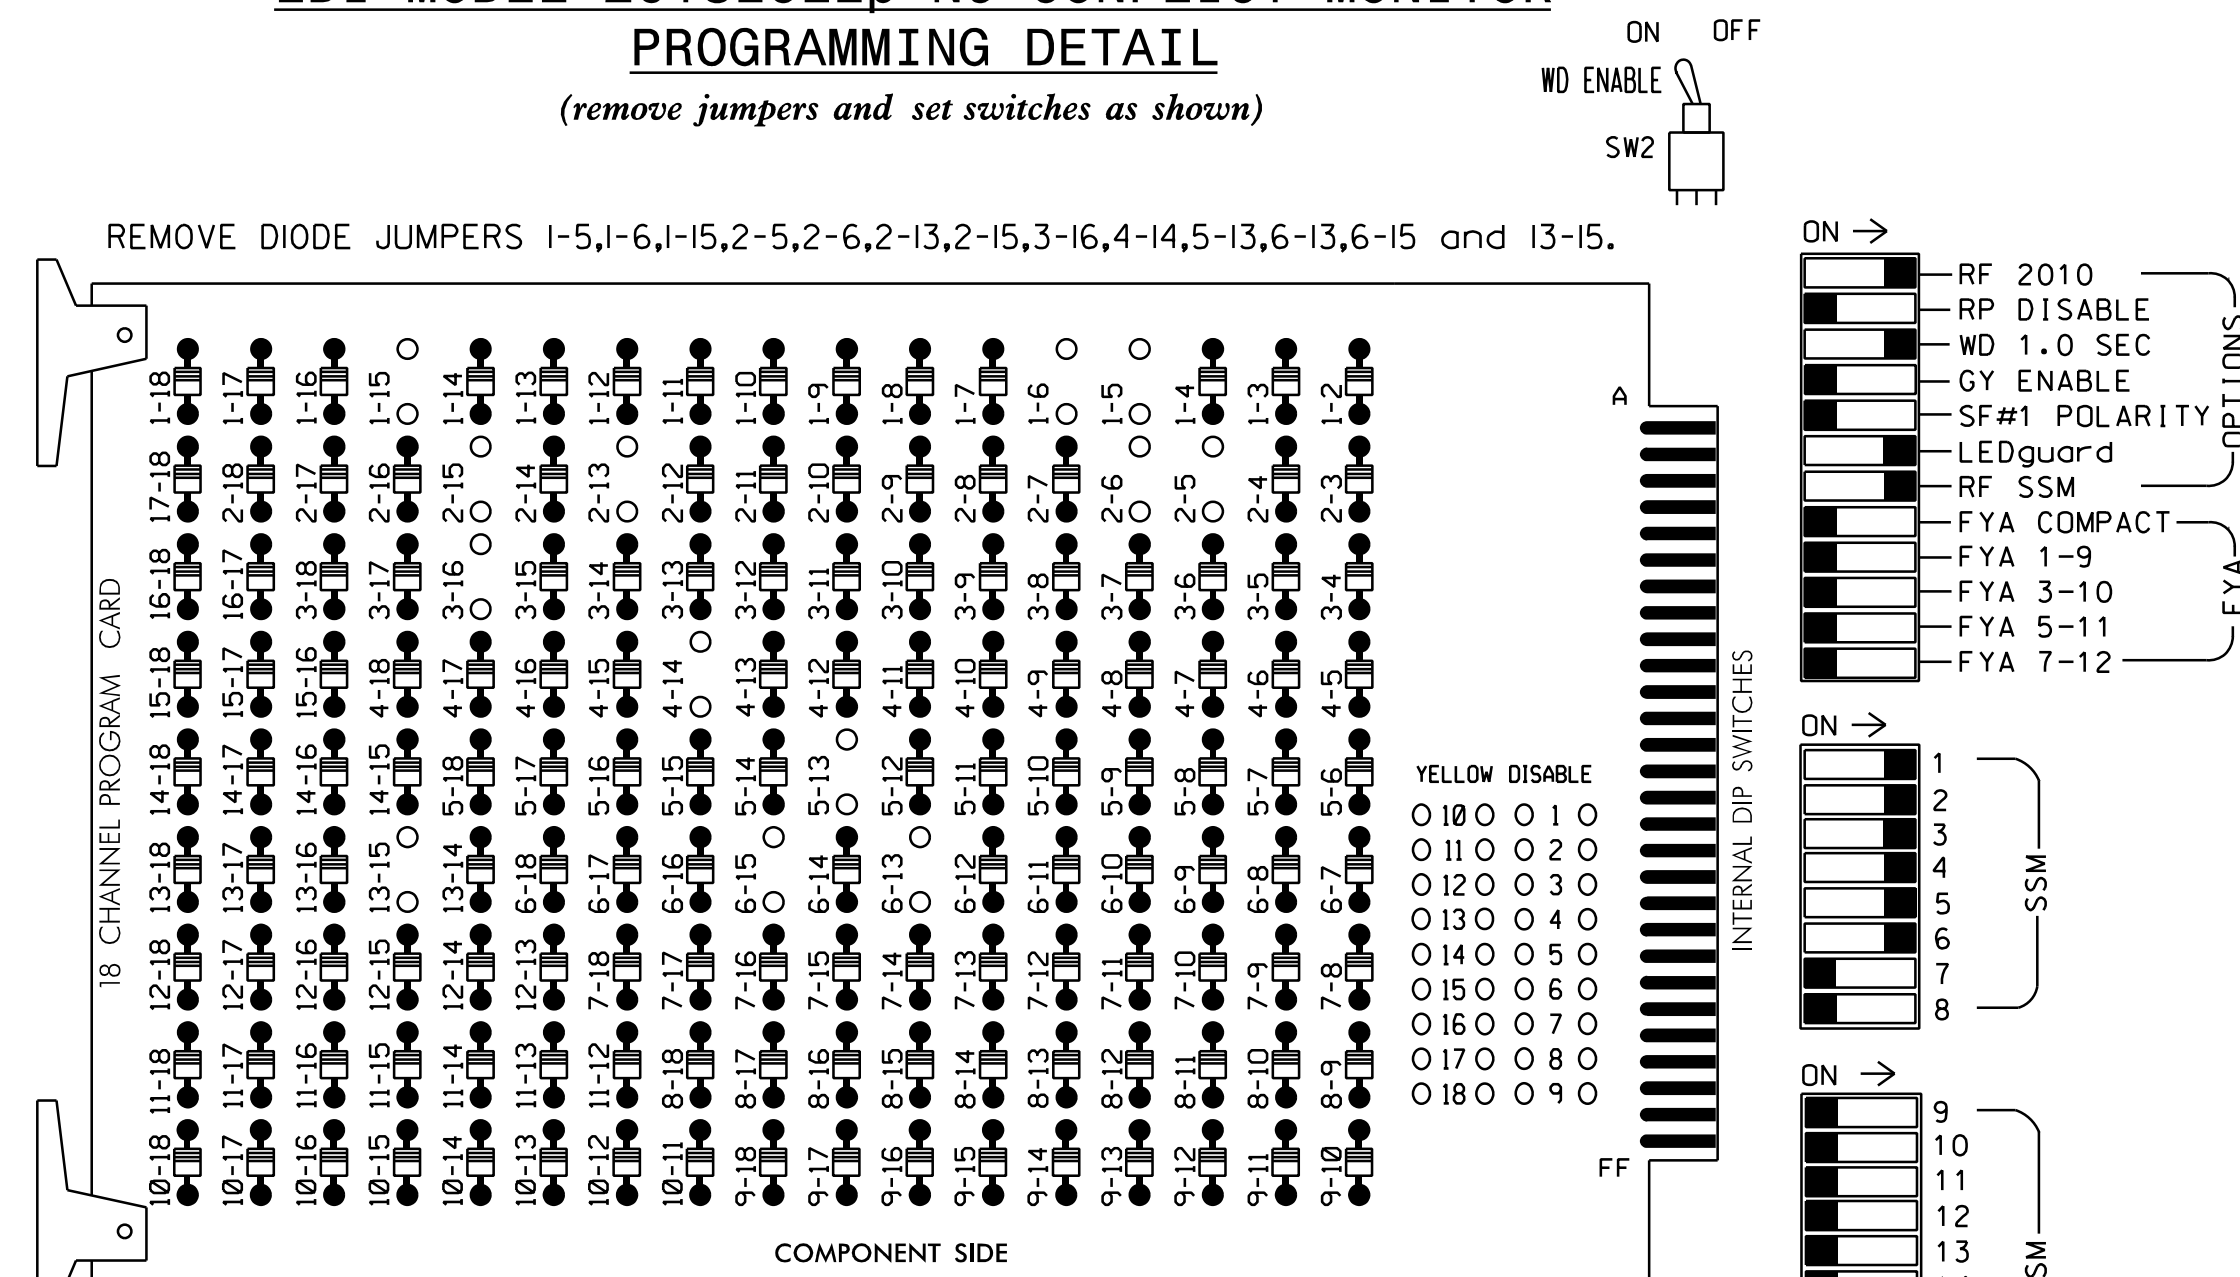 PROGRAMMING DETAIL
(remove jumpers and set switches as shown)
ON OFF
WD ENABLE
SW2
REMOVE DIODE JUMPERS 1-5,1-6,1-15,2-5,2-6,2-13,2-15,3-16,4-14,5-13,6-13,6-15 and 13-15.
1-18 1-17 1-16 1-15 1-14 1-13 1-12 1-11 1-10 1-9 1-8 1-7 1-6 1-5 1-4 1-3 1-2
17-18 2-18 2-17 2-16 2-15 2-14 2-13 2-12 2-11 2-10 2-9 2-8 2-7 2-6 2-5 2-4 2-3
16-18 16-17 3-18 3-17 3-16 3-15 3-14 3-13 3-12 3-11 3-10 3-9 3-8 3-7 3-6 3-5 3-4
15-18 15-17 15-16 4-18 4-17 4-16 4-15 4-14 4-13 4-12 4-11 4-10 4-9 4-8 4-7 4-6 4-5
14-18 14-17 14-16 14-15 5-18 5-17 5-16 5-15 5-14 5-13 5-12 5-11 5-10 5-9 5-8 5-7 5-6
13-18 13-17 13-16 13-15 13-14 6-18 6-17 6-16 6-15 6-14 6-13 6-12 6-11 6-10 6-9 6-8 6-7
12-18 12-17 12-16 12-15 12-14 12-13 7-18 7-17 7-16 7-15 7-14 7-13 7-12 7-11 7-10 7-9 7-8
11-18 11-17 11-16 11-15 11-14 11-13 11-12 8-18 8-17 8-16 8-15 8-14 8-13 8-12 8-11 8-10 8-9
10-18 10-17 10-16 10-15 10-14 10-13 10-12 10-11 9-18 9-17 9-16 9-15 9-14 9-13 9-12 9-11 9-10
18 CHANNEL PROGRAM CARD
COMPONENT SIDE
YELLOW DISABLE
10 1
11 2
12 3
13 4
14 5
15 6
16 7
17 8
18 9
A
FF
INTERNAL DIP SWITCHES
ON →
RF 2010
RP DISABLE
WD 1.0 SEC
GY ENABLE
SF#1 POLARITY
LEDguard
RF SSM
OPTIONS
FYA COMPACT
FYA 1-9
FYA 3-10
FYA 5-11
FYA 7-12
FYA
ON →
1
2
3
4
5
6
7
8
SSM
ON →
9
10
11
12
13